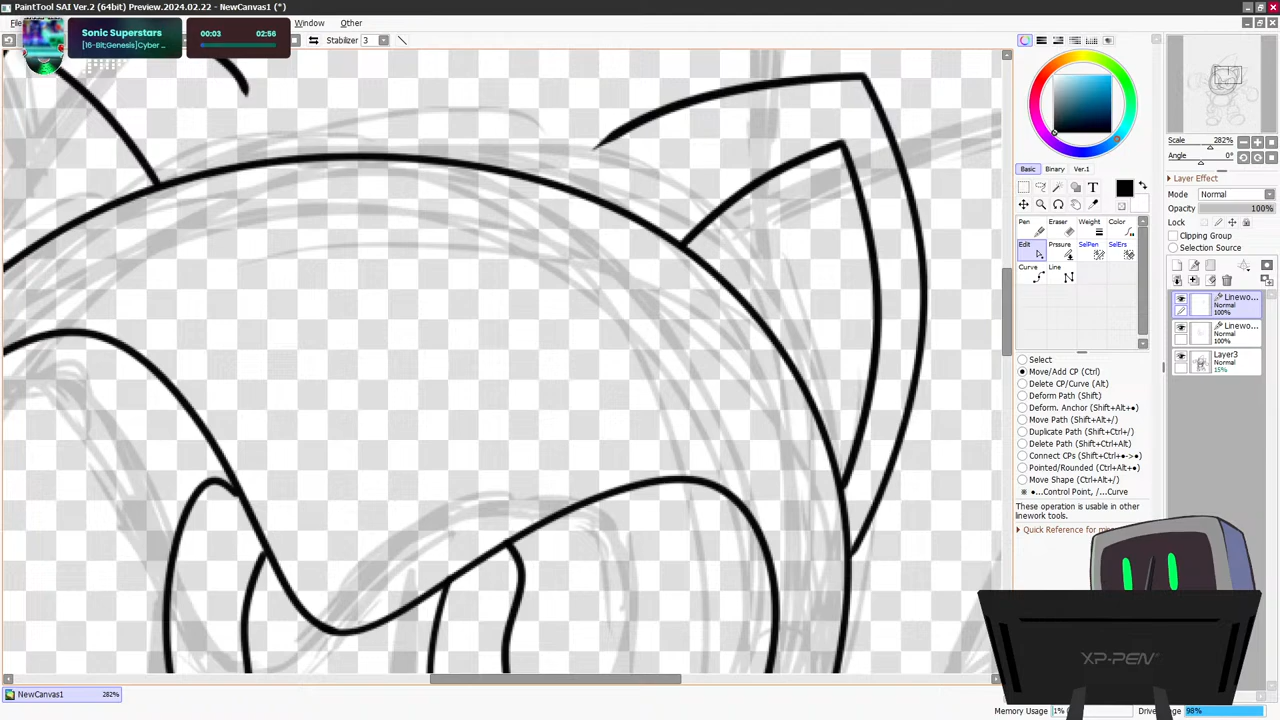 PaintTool SAI Ver.2 (64bit) Preview.2024.02.22 - NewCanvas1 (*)
Window Other
Sonic Superstars
[16-Bit;Genesis]Cyber ...
00:03 02:56
Stabilizer 3
Scale 282%
Angle 0°
Layer Effect
Mode Normal
Opacity 100%
Lock
Clipping Group
Selection Source
Basic Binary Ver.1
Pen Eraser Weight Color
Edit Prssure SelPen SelErs
Curve Line
Linewo...
Normal
100%
Linewo...
Normal
100%
Layer3
Normal
15%
Select
Move/Add CP (Ctrl)
Delete CP/Curve (Alt)
Deform Path (Shift)
Deform. Anchor (Shift+Alt+●)
Move Path (Shift+Alt+/)
Duplicate Path (Shift+Ctrl+/)
Delete Path (Shift+Ctrl+Alt)
Connect CPs (Shift+Ctrl+●->●)
Pointed/Rounded (Ctrl+Alt+●)
Move Shape (Ctrl+Alt+/)
※ ●...Control Point, /...Curve
These operation is usable in other
linework tools.
Quick Reference for
XP-PEN
NewCanvas1 282%
Memory Usage 1% 98%